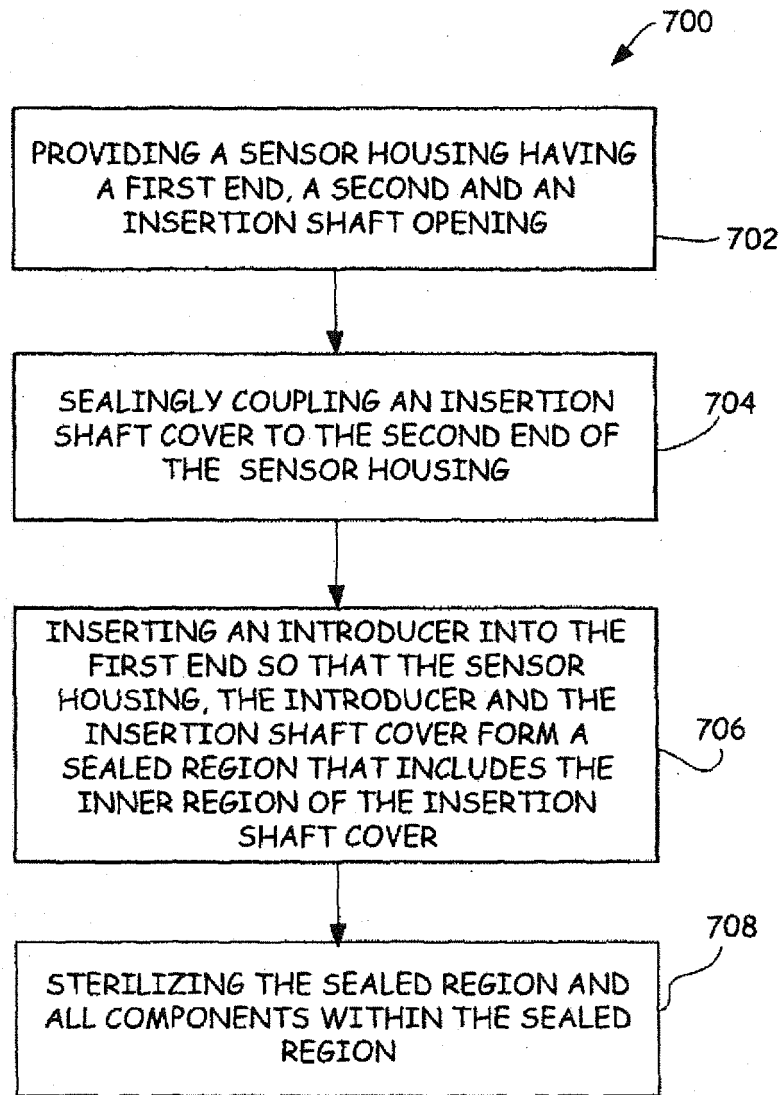 700
PROVIDING A SENSOR HOUSING HAVING
A FIRST END, A SECOND AND AN
INSERTION SHAFT OPENING
702
SEALINGLY COUPLING AN INSERTION
SHAFT COVER TO THE SECOND END OF
THE SENSOR HOUSING
704
INSERTING AN INTRODUCER INTO THE
FIRST END SO THAT THE SENSOR
HOUSING, THE INTRODUCER AND THE
INSERTION SHAFT COVER FORM A
SEALED REGION THAT INCLUDES THE
INNER REGION OF THE INSERTION
SHAFT COVER
706
STERILIZING THE SEALED REGION AND
ALL COMPONENTS WITHIN THE SEALED
REGION
708